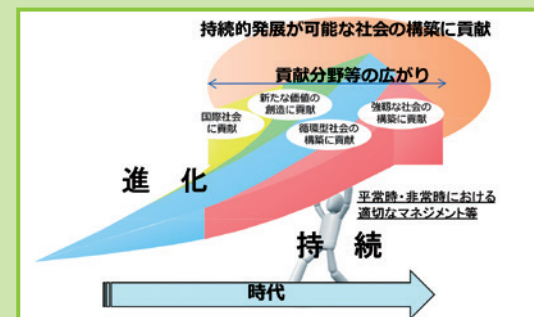 持続的発展が可能な社会の構築に貢献
貢献分野等の広がり
新たな価値の
創造に貢献
強靱な社会の
構築に貢献
国際社会
に貢献
循環型社会の
構築に貢献
進 化
平常時・非常時における
適切なマネジメント等
持 続
時代